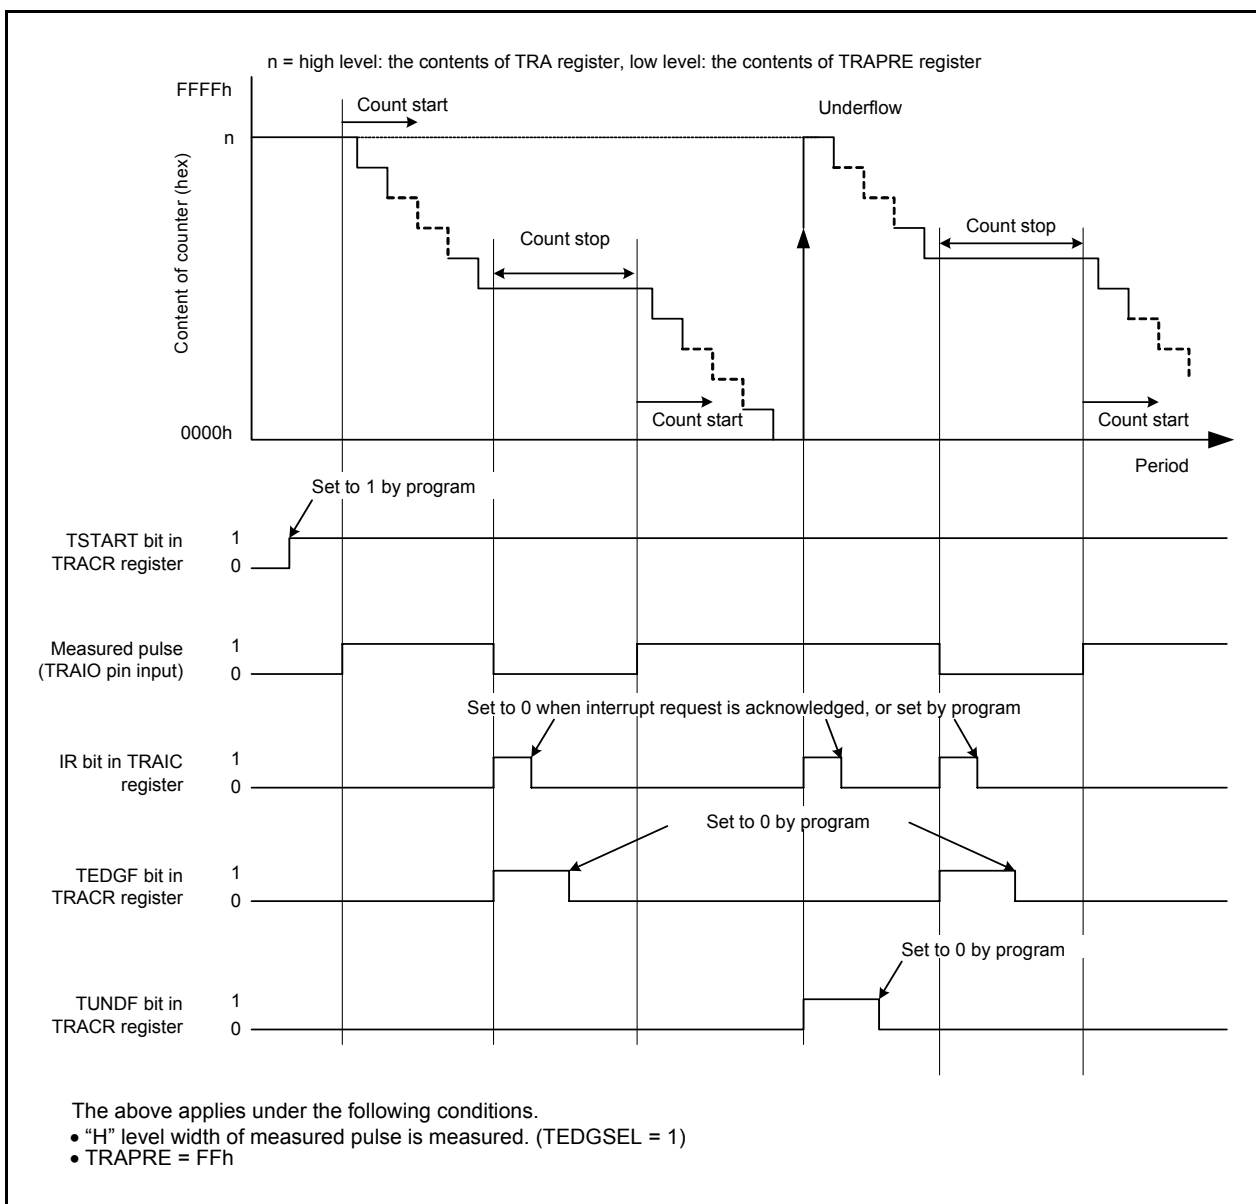 n = high level: the contents of TRA register, low level: the contents of TRAPRE register
FFFFh
Count start
Underflow
n
Content of counter (hex)
Count stop
Count stop
Count start
Count start
0000h
Period
Set to 1 by program
TSTART bit in
TRACR register
1
0
Measured pulse
(TRAIO pin input)
1
0
Set to 0 when interrupt request is acknowledged, or set by program
IR bit in TRAIC
register
1
0
Set to 0 by program
TEDGF bit in
TRACR register
1
0
Set to 0 by program
TUNDF bit in
TRACR register
1
0
The above applies under the following conditions.
• “H” level width of measured pulse is measured. (TEDGSEL = 1)
• TRAPRE = FFh